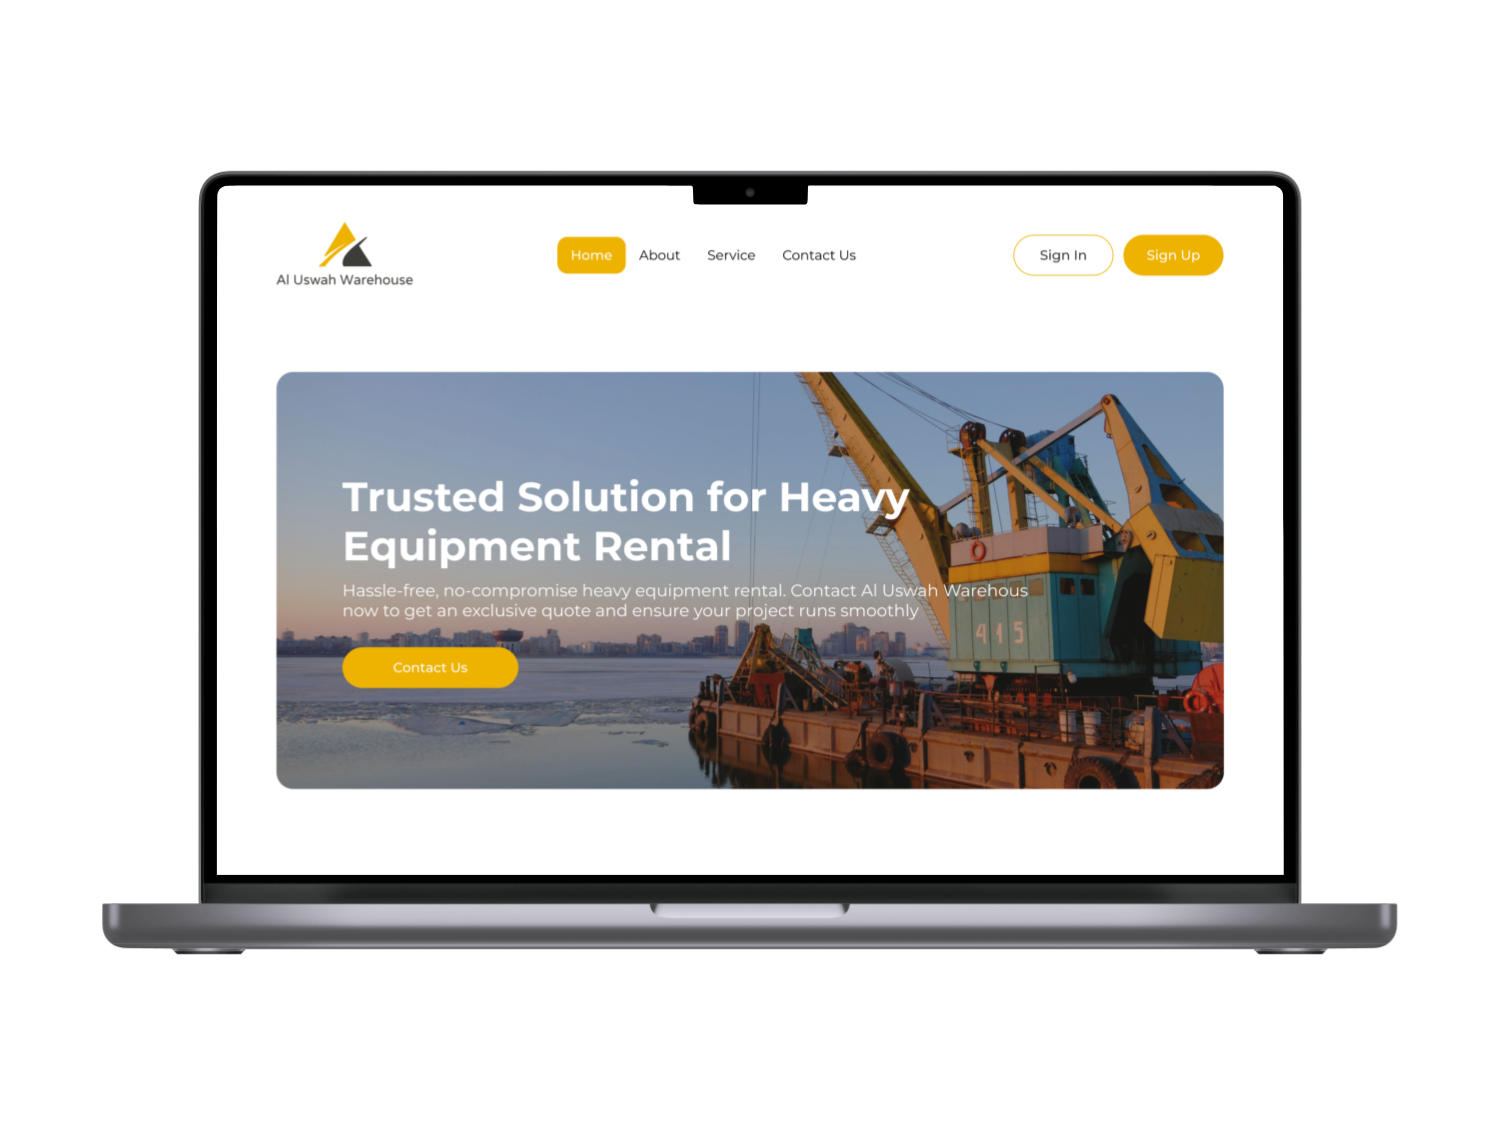 Al Uswah Warehouse
Home
About
Service
Contact Us
Sign In
Sign Up
Trusted Solution for Heavy
Equipment Rental
Hassle-free, no-compromise heavy equipment rental. Contact Al Uswah Warehous
now to get an exclusive quote and ensure your project runs smoothly
415
Contact Us